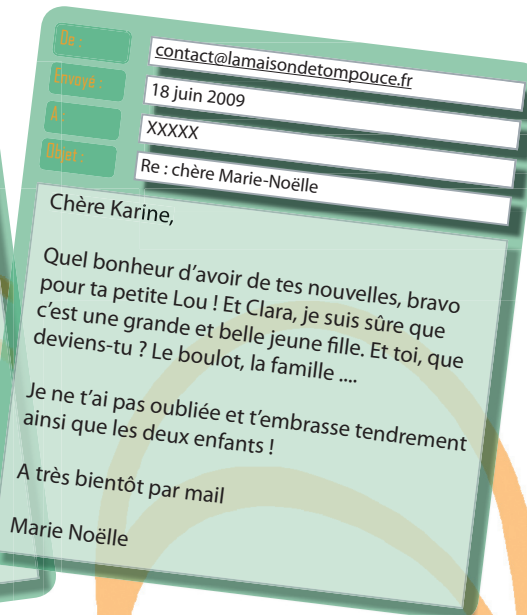 De :
contact@lamaisondetompouce.fr
Envoyé :
18 juin 2009
A :
XXXXX
Objet :
Re : chère Marie-Noëlle
Chère Karine,
Quel bonheur d’avoir de tes nouvelles, bravo
pour ta petite Lou ! Et Clara, je suis sûre que
c’est une grande et belle jeune fille. Et toi, que
deviens-tu ? Le boulot, la famille ....
Je ne t’ai pas oubliée et t’embrasse tendrement
ainsi que les deux enfants !
A très bientôt par mail
Marie Noëlle